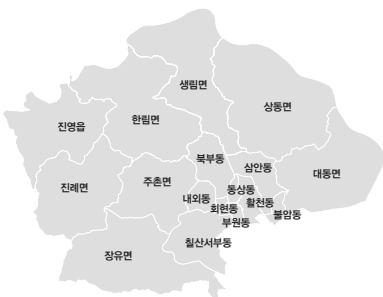 생림면
상동면
한림면
진영읍
북부동
삼안동
대동면
주촌면
진례면
동상동
내외동
활천동
회현동
불암동
부원동
칠산서부동
장유면